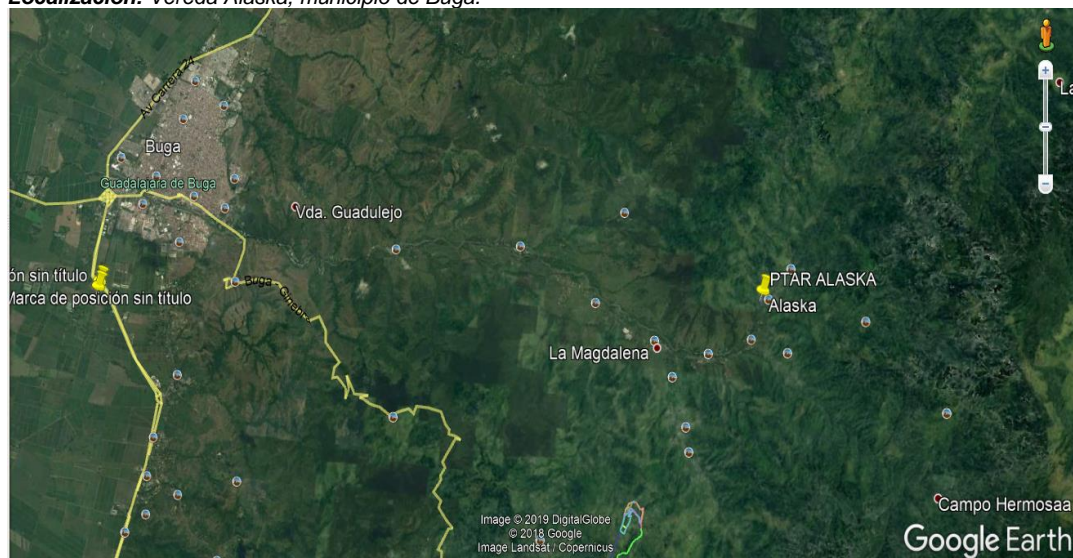 Localización: Vereda Alaska, municipio de Buga.
Buga
Guadalajara de Buga
Vda. Guadulejo
ón sin título
Marca de posición sin título
PTAR ALASKA
Alaska
La Magdalena
La
Campo Hermosaa
Image © 2019 DigitalGlobe
© 2018 Google
Image Landsat / Copernicus
Google Earth